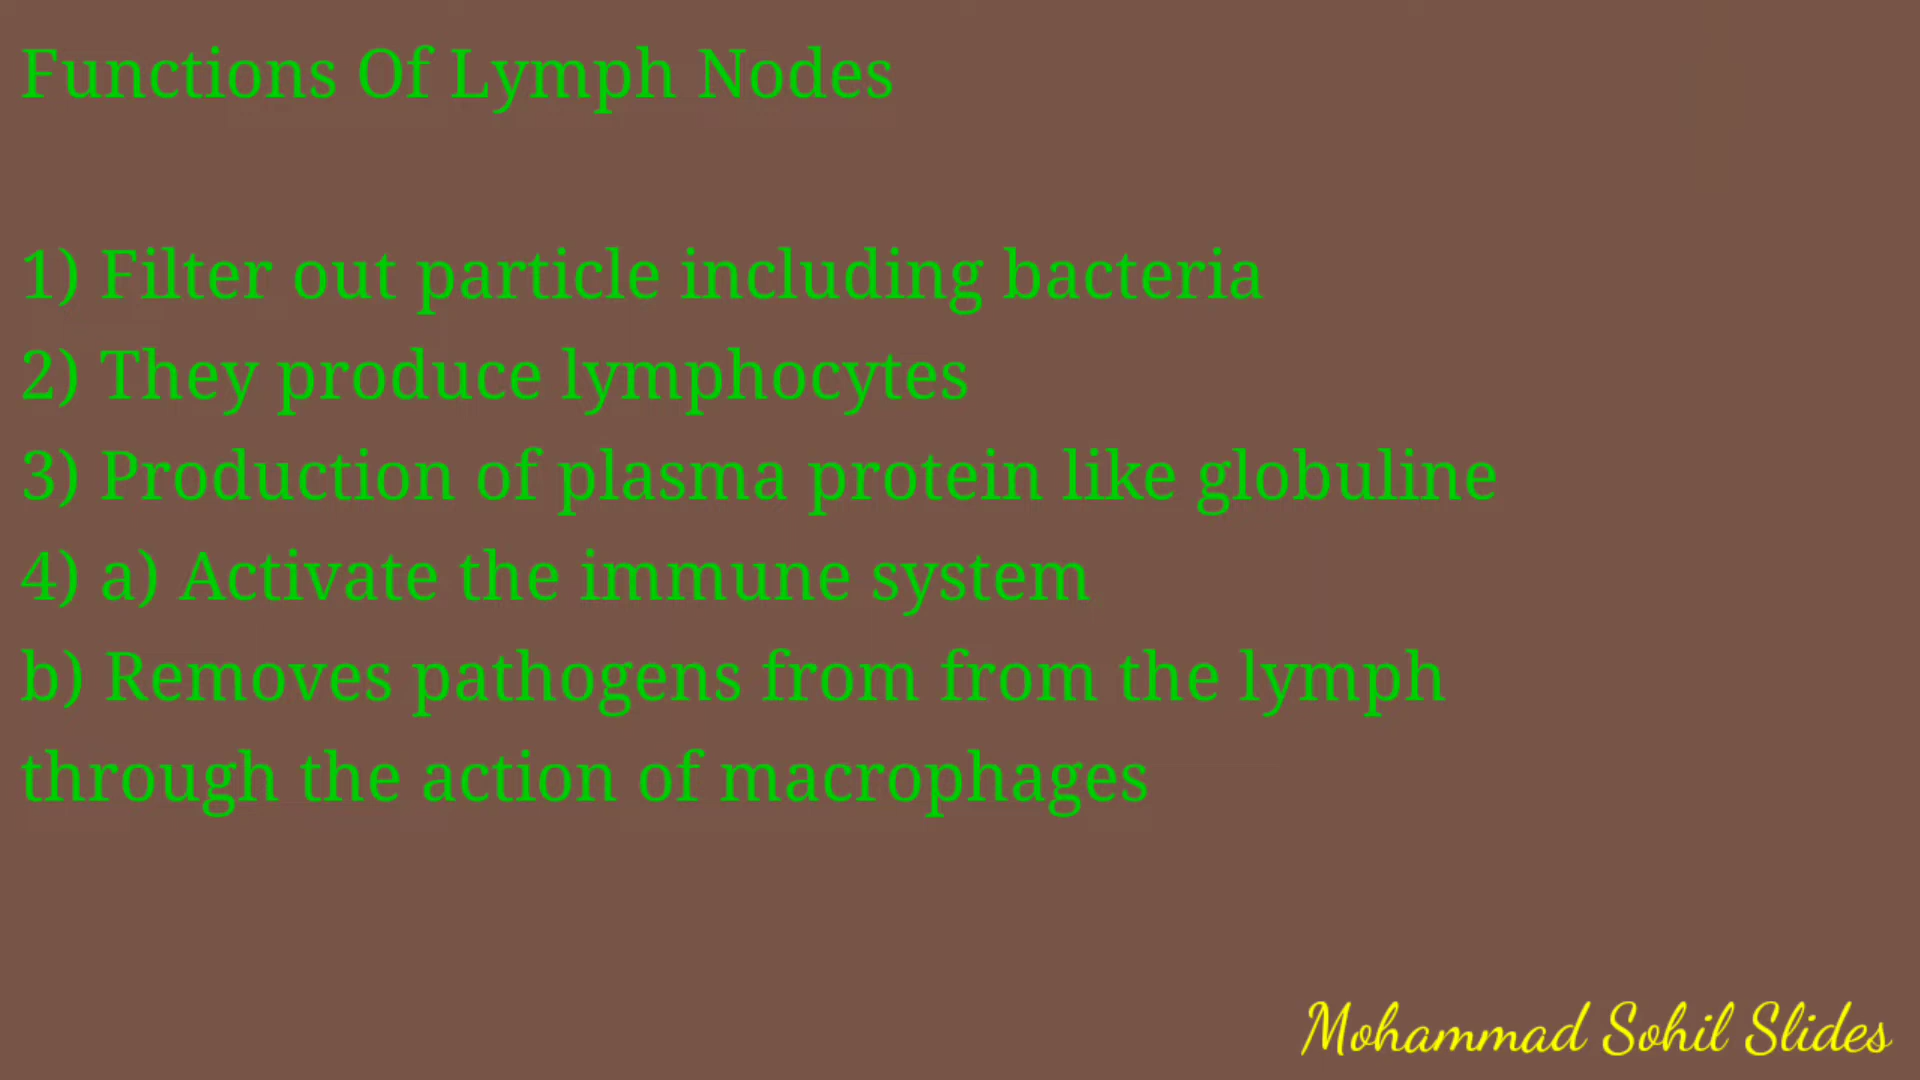 Functions Of Lymph Nodes
1) Filter out particle including bacteria
2) They produce lymphocytes
3) Production of plasma protein like globuline
4) a) Activate the immune system
b) Removes pathogens from from the lymph
through the action of macrophages
Mohammad Sohil Slides